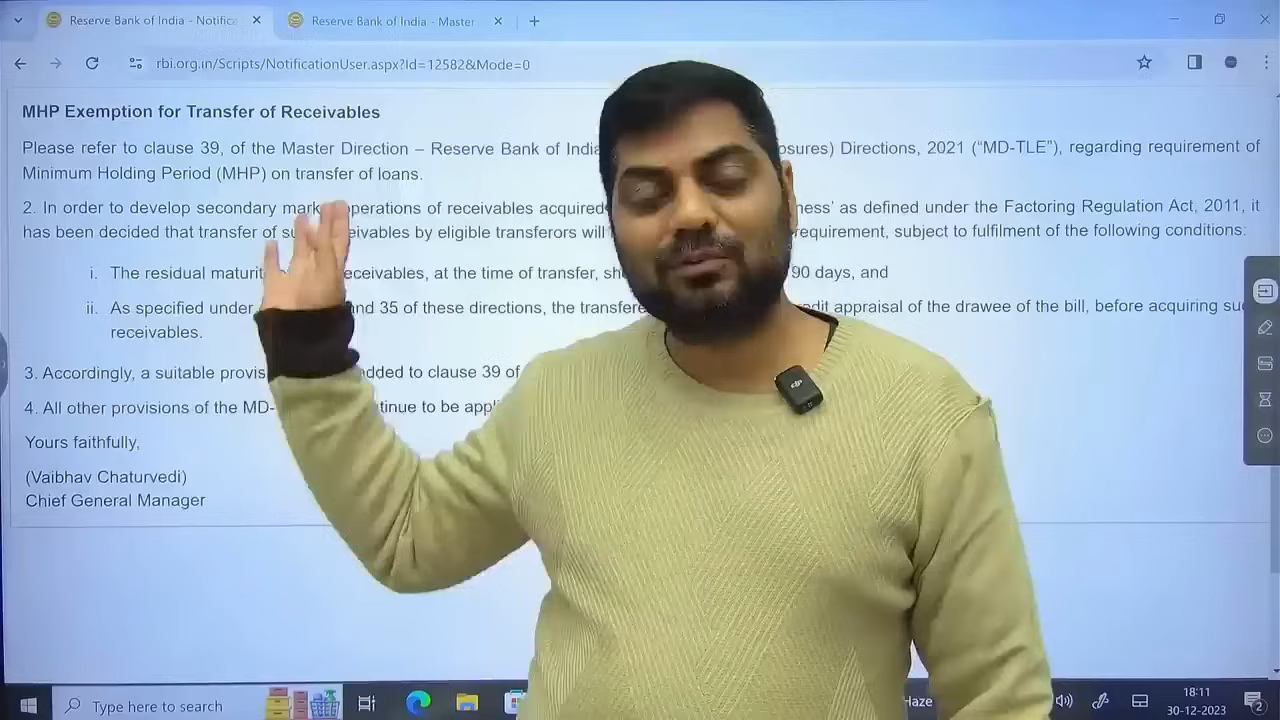 Reserve Bank of India - Notifica
Reserve Bank of India - Master
rbi.org.in/Scripts/NotificationUser.aspx?Id=12582&Mode=0
MHP Exemption for Transfer of Receivables
Please refer to clause 39, of the Master Direction – Reserve Bank of India osures) Directions, 2021 (“MD-TLE”), regarding requirement of
Minimum Holding Period (MHP) on transfer of loans.
2. In order to develop secondary mark operations of receivables acquired ness’ as defined under the Factoring Regulation Act, 2011, it
has been decided that transfer of su eivables by eligible transferors will requirement, subject to fulfilment of the following conditions:
i. The residual maturit eceivables, at the time of transfer, sh 90 days, and
ii. As specified under nd 35 of these directions, the transfere dit appraisal of the drawee of the bill, before acquiring su
receivables.
3. Accordingly, a suitable provis dded to clause 39 of
4. All other provisions of the MD- tinue to be appl
Yours faithfully,
(Vaibhav Chaturvedi)
Chief General Manager
dji
Type here to search
Haze
18:11
30-12-2023
2